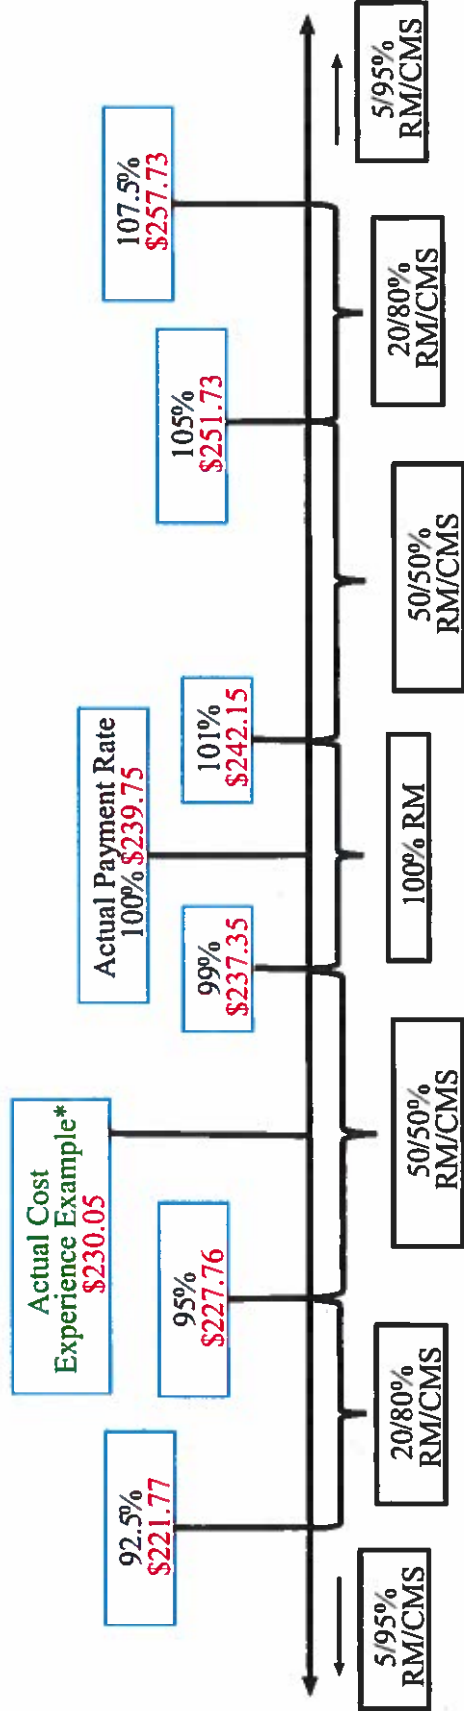 Actual Cost
Experience Example*
$230.05
Actual Payment Rate
100% $239.75
92.5%
$221.77
95%
$227.76
99%
$237.35
101%
$242.15
105%
$251.73
107.5%
$257.73
5/95%
RM/CMS
20/80%
RM/CMS
50/50%
RM/CMS
100% RM
50/50%
RM/CMS
20/80%
RM/CMS
5/95%
RM/CMS